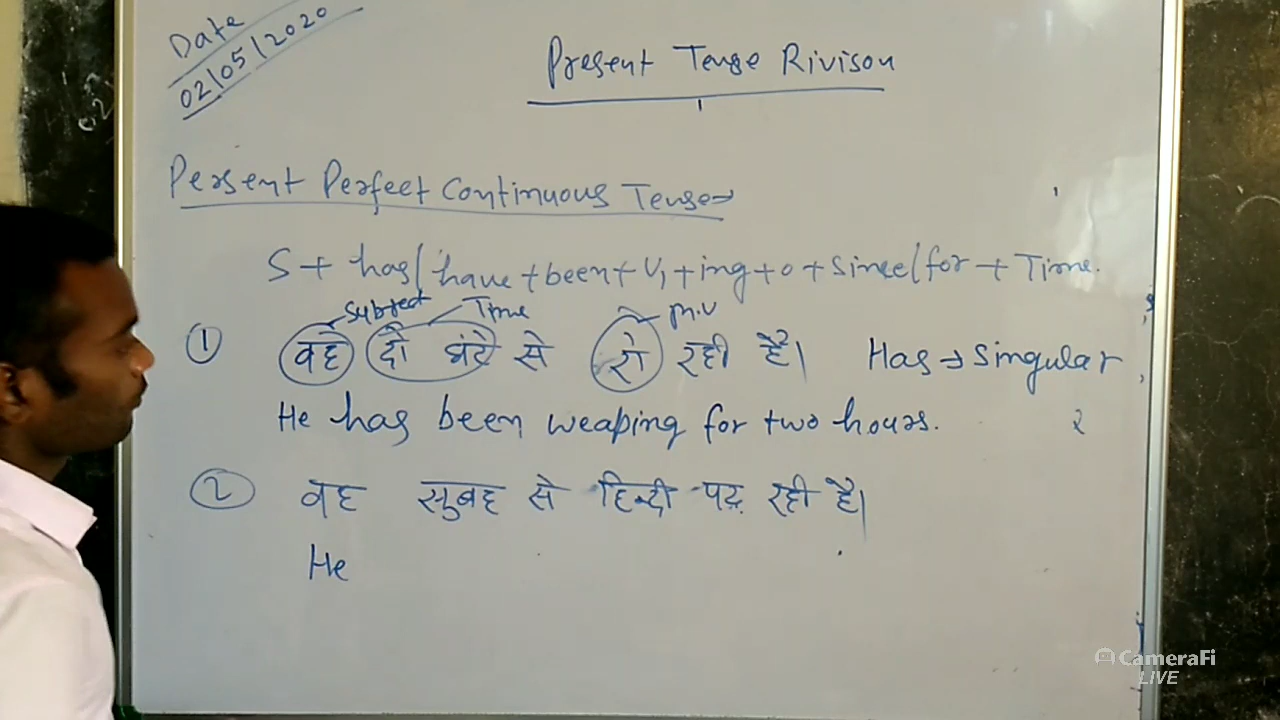 Date
02/05/2020
Present Tense Rivison
Persent Perfect Continuous Tense→
S + has/have+been+V₁+ing+o+Since/for+Time.
Subject Time m.v
① वह दो घंटे से रो रही है। Has→Singular
He has been weaping for two hours.
② वह सुबह से हिन्दी पढ़ रही है।
He
CameraFi
LIVE